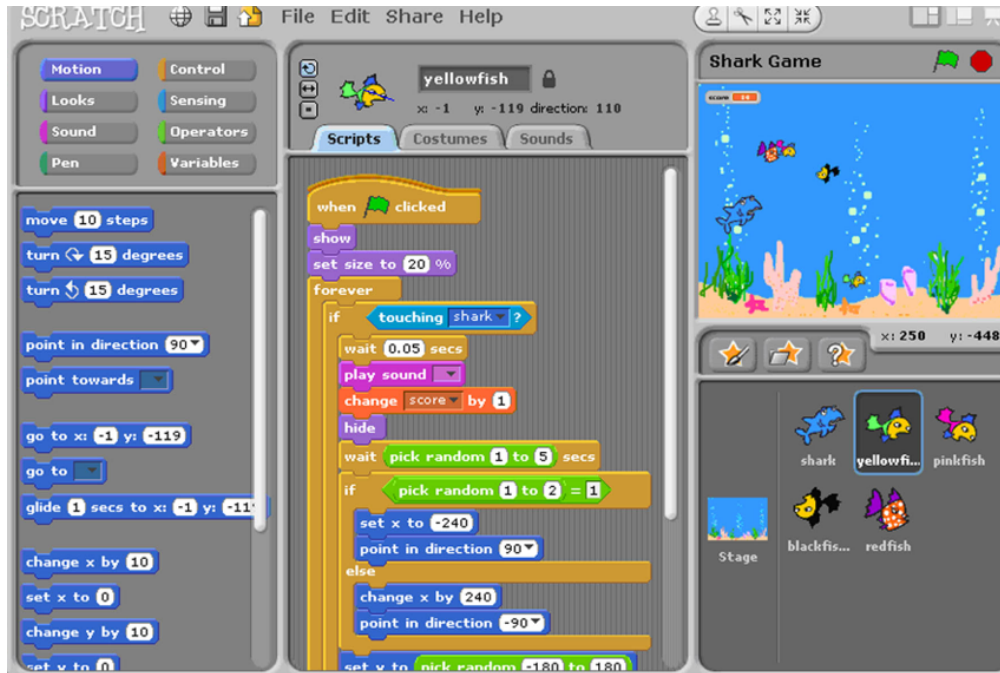 SCRATCH File Edit Share Help
Motion Control
Looks Sensing
Sound Operators
Pen Variables
move 10 steps
turn 15 degrees
turn 15 degrees
point in direction 90
point towards
go to x: -1 y: -119
go to
glide 1 secs to x: -1 y: -11
change x by 10
set x to 0
change y by 10
set y to 0
yellowfish
x: -1 y: -119 direction: 110
Scripts Costumes Sounds
when clicked
show
set size to 20 %
forever
if touching shark ?
wait 0.05 secs
play sound
change score by 1
hide
wait pick random 1 to 5 secs
if pick random 1 to 2 = 1
set x to -240
point in direction 90
else
change x by 240
point in direction -90
set y to pick random -180 to 180
Shark Game
score
x: 250 y: -448
shark yellowfi... pinkfish
Stage
blackfis... redfish